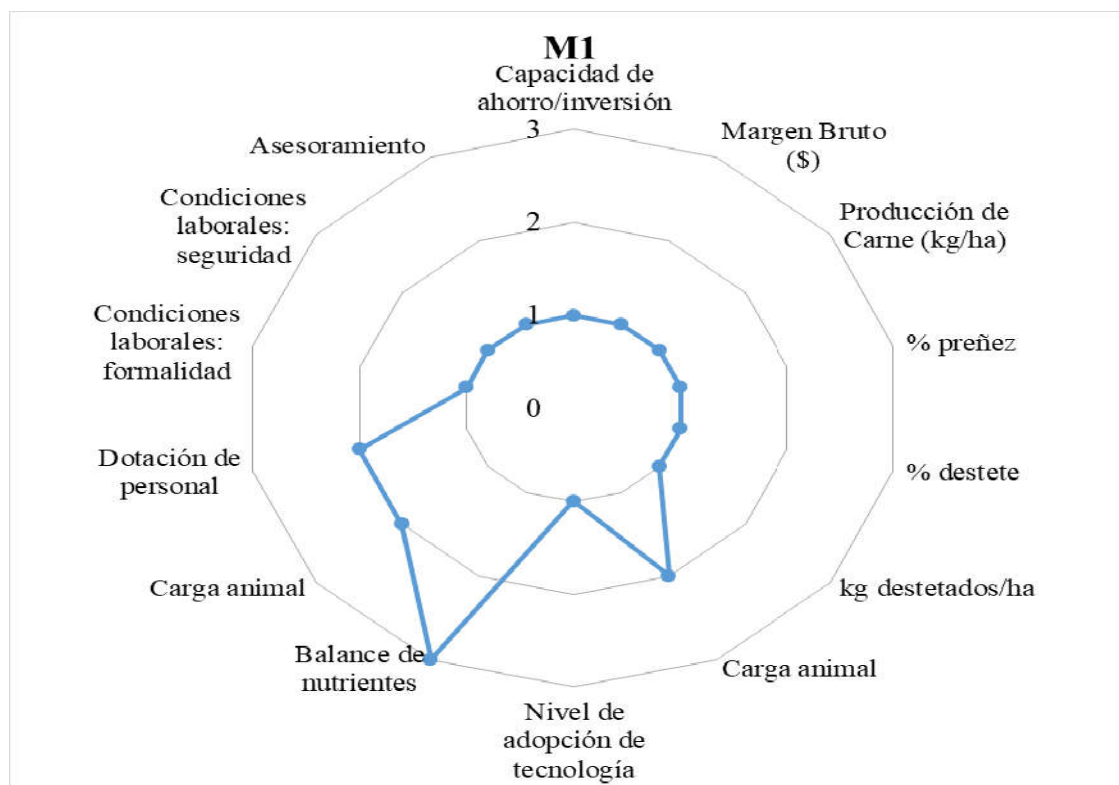 M1
Capacidad de
ahorro/inversión
Margen Bruto
($)
Producción de
Carne (kg/ha)
% preñez
% destete
kg destetados/ha
Carga animal
Nivel de
adopción de
tecnología
Balance de
nutrientes
Carga animal
Dotación de
personal
Condiciones
laborales:
formalidad
Condiciones
laborales:
seguridad
Asesoramiento
3
2
1
0